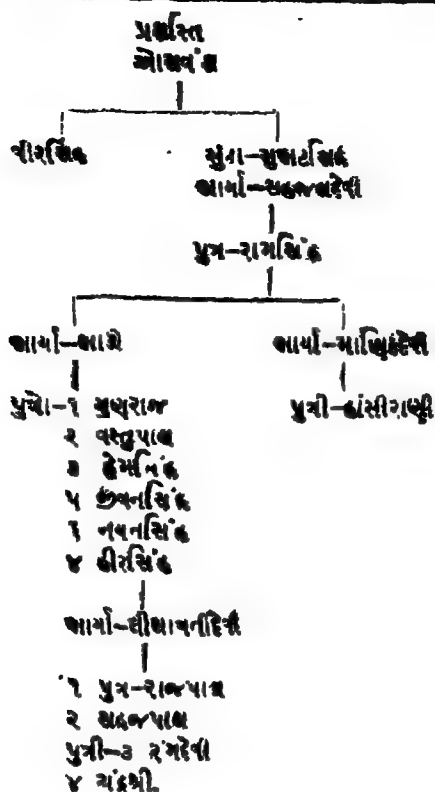 પ્રશસ્ત
ઓસવંશ
વીરસિંહ
સુંના-સુભટસિંહ
ભાર્યા-સહજલદેવી
પુત્ર-રામસિંહ
ભાર્યા-
ભાર્યા-માણિકદેવી
પુત્રો-૧ ગુણરાજ
પુત્રી-હાંસીરાણી
૨ વસ્તુપાલ
૩ હેમસિંહ
૫ જીવનસિંહ
૬ નયનસિંહ
૪ હીરસિંહ
ભાર્યા-લીલાવતીદેવી
૧ પુત્ર-રાજપાલ
૨ સહજપાલ
પુત્રી-૩ રંગદેવી
૪ ચંદ્રશ્રી.